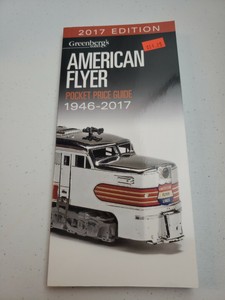 2017 EDITION
Greenberg's
AMERICAN
FLYER
POCKET PRICE GUIDE
1946-2017